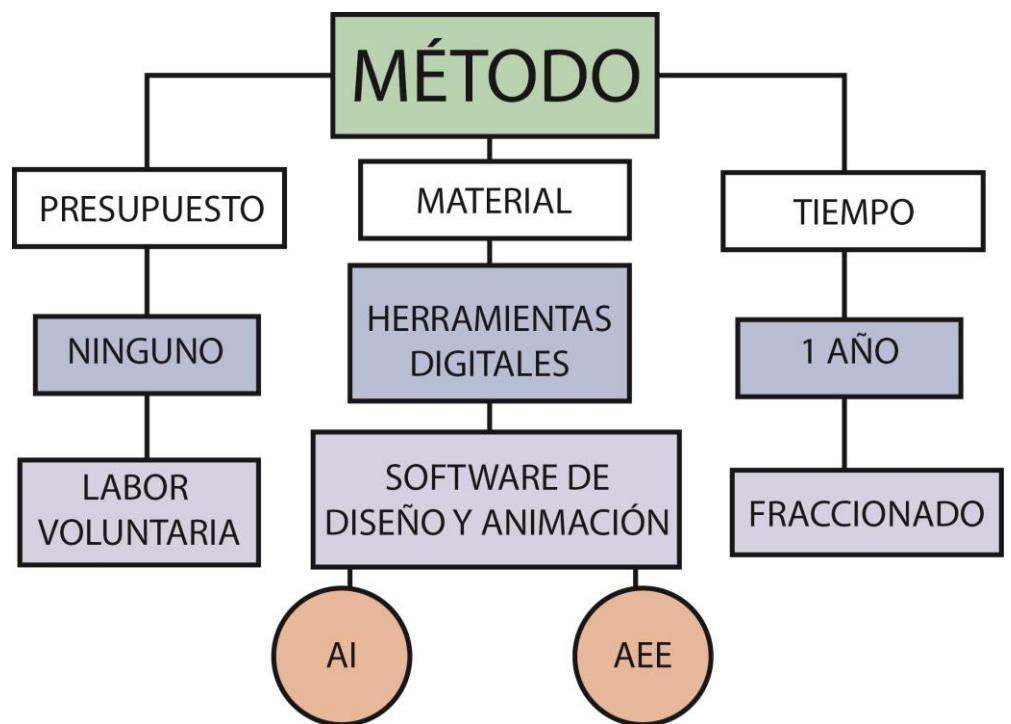 MÉTODO
PRESUPUESTO
MATERIAL
TIEMPO
NINGUNO
HERRAMIENTAS
DIGITALES
1 AÑO
LABOR
VOLUNTARIA
SOFTWARE DE
DISEÑO Y ANIMACIÓN
FRACCIONADO
AI
AEE